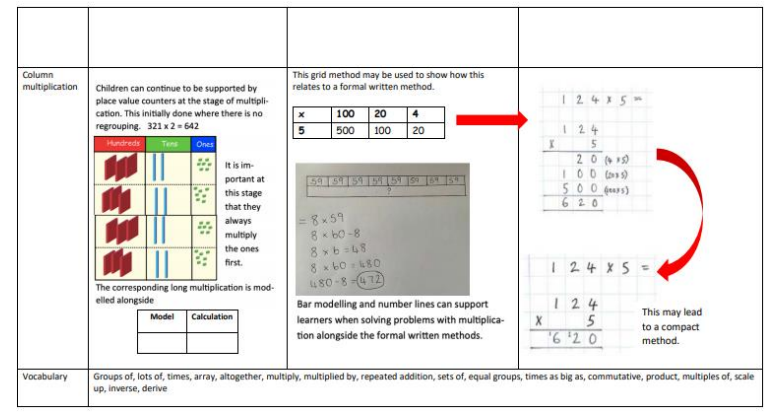 Column
multiplication
Children can continue to be supported by
place value counters at the stage of multipli-
cation. This initially done where there is no
regrouping. 321 x 2 = 642
Hundreds Tens Ones
It is im-
portant at
this stage
that they
always
multiply
the ones
first.
The corresponding long multiplication is mod-
elled alongside
Model Calculation
This grid method may be used to show how this
relates to a formal written method.
x 100 20 4
5 500 100 20
59 59 59 59 59 59 59 59
?
= 8 x 59
8 x 60 - 8
8 x 6 = 48
8 x 60 = 480
480 - 8 = 472
Bar modelling and number lines can support
learners when solving problems with multiplica-
tion alongside the formal written methods.
1 2 4 x 5 =
1 2 4
x 5
2 0 (4 x 5)
1 0 0 (20x5)
5 0 0 (100x5)
6 2 0
1 2 4 x 5 =
1 2 4
x 5
6 2 0
This may lead
to a compact
method.
Vocabulary
Groups of, lots of, times, array, altogether, multiply, multiplied by, repeated addition, sets of, equal groups, times as big as, commutative, product, multiples of, scale
up, inverse, derive